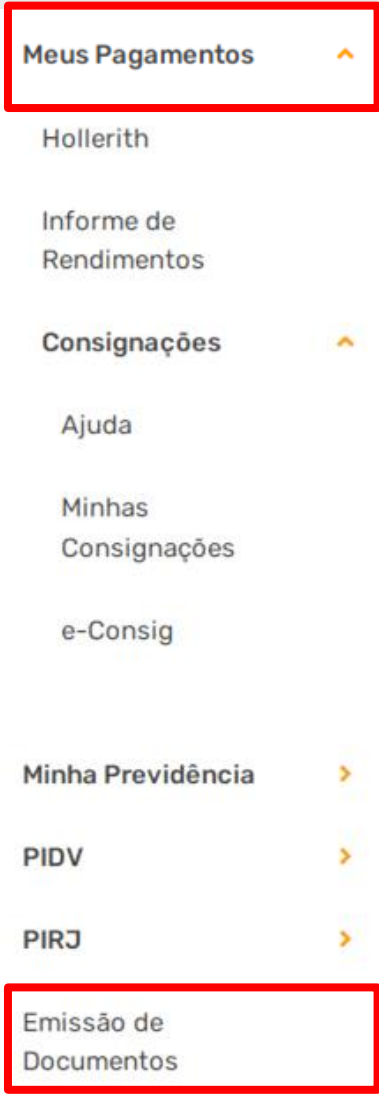 Meus Pagamentos
Hollerith
Informe de
Rendimentos
Consignações
Ajuda
Minhas
Consignações
e-Consig
Minha Previdência
PIDV
PIRJ
Emissão de
Documentos